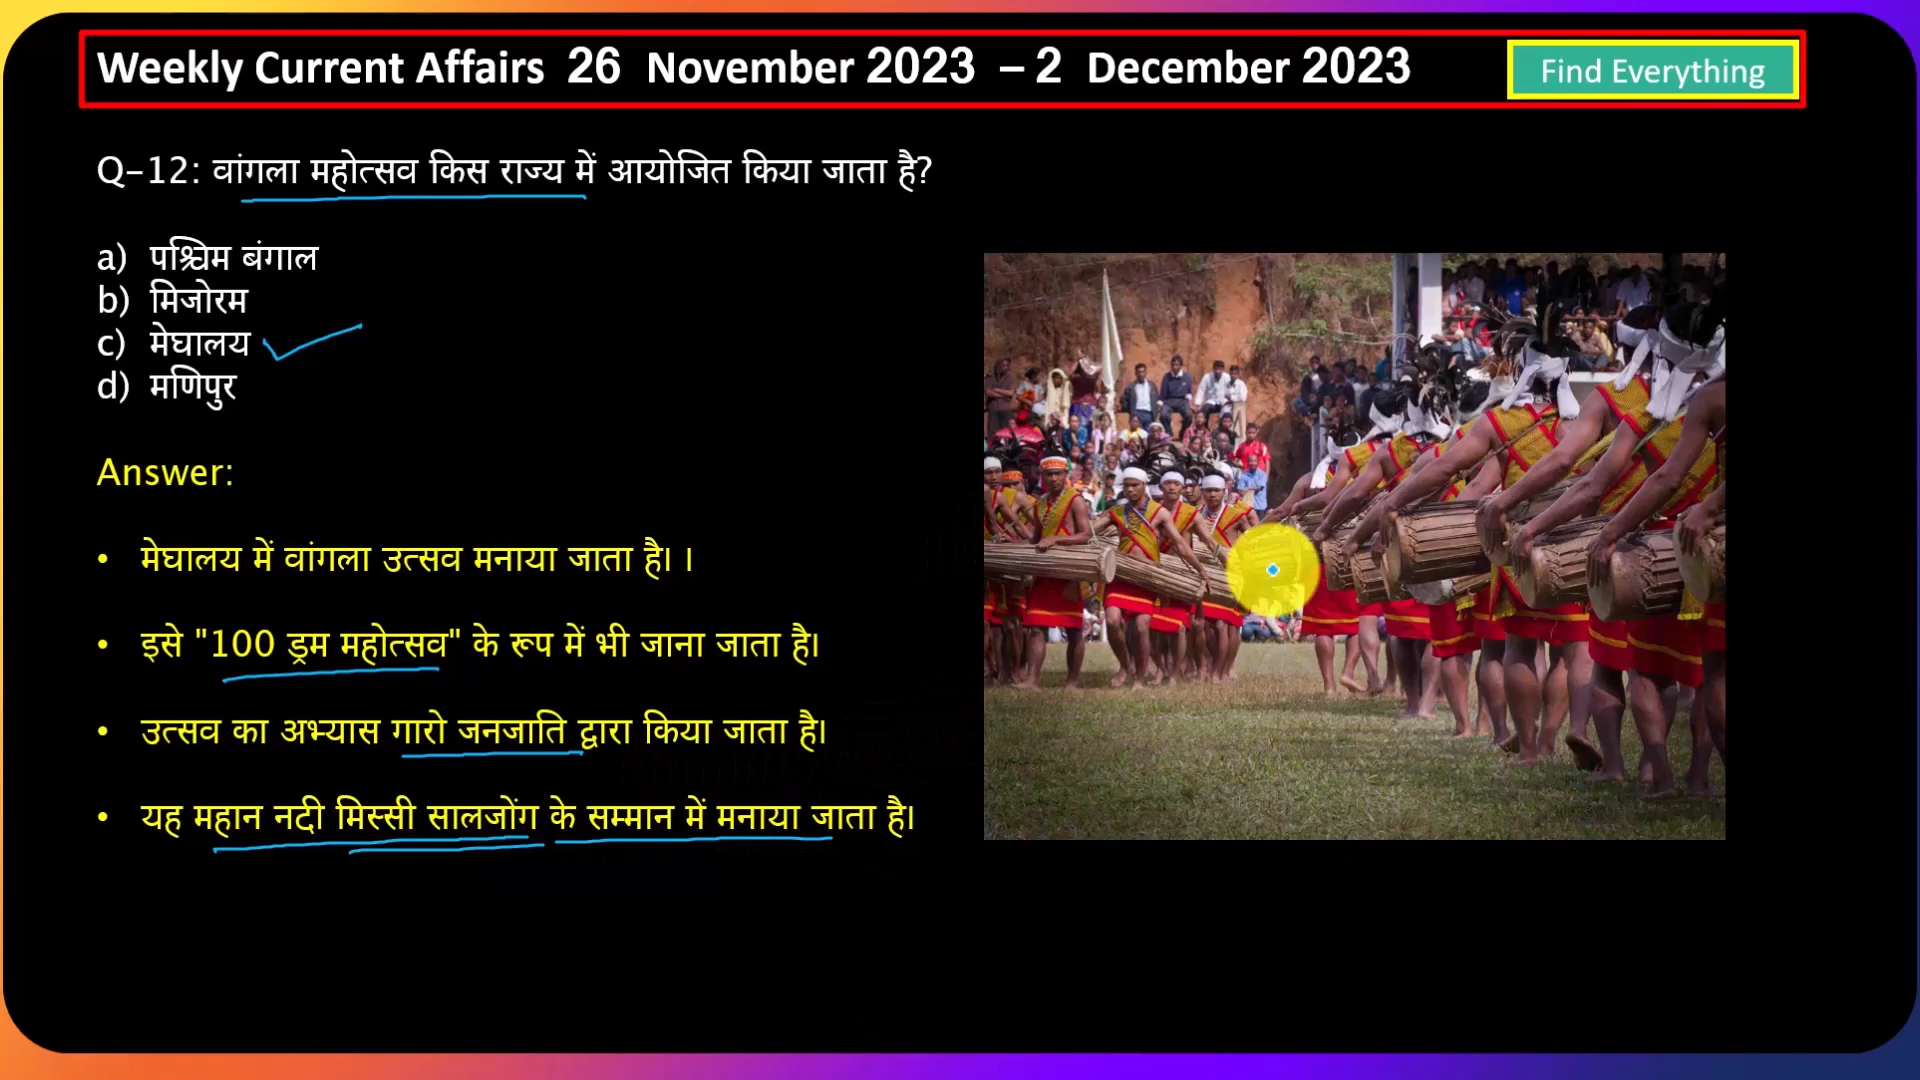 Weekly Current Affairs 26 November 2023 – 2 December 2023
Find Everything
Q-12: वांगला महोत्सव किस राज्य में आयोजित किया जाता है?
a) पश्चिम बंगाल
b) मिजोरम
c) मेघालय
d) मणिपुर
Answer:
• मेघालय में वांगला उत्सव मनाया जाता है। ।
• इसे "100 ड्रम महोत्सव" के रूप में भी जाना जाता है।
• उत्सव का अभ्यास गारो जनजाति द्वारा किया जाता है।
• यह महान नदी मिस्सी सालजोंग के सम्मान में मनाया जाता है।